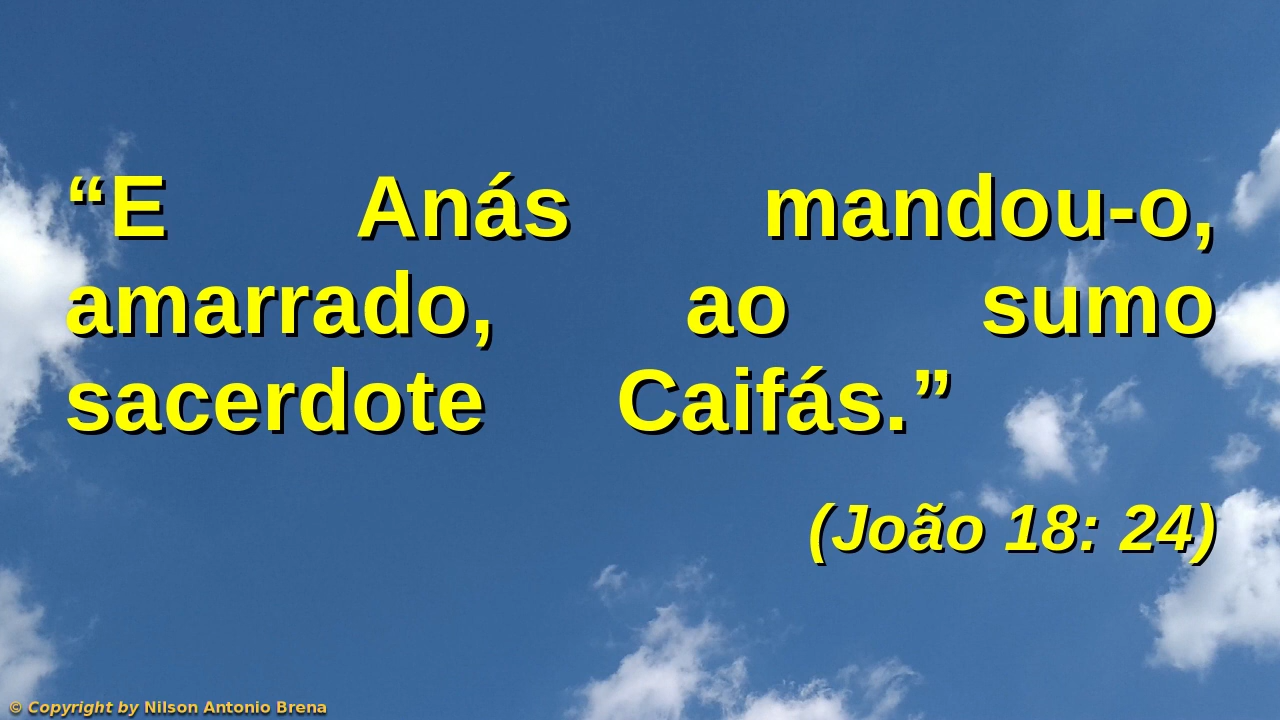 “E Anás mandou-o,
amarrado, ao sumo
sacerdote Caifás.”
(João 18: 24)
© Copyright by Nilson Antonio Brena